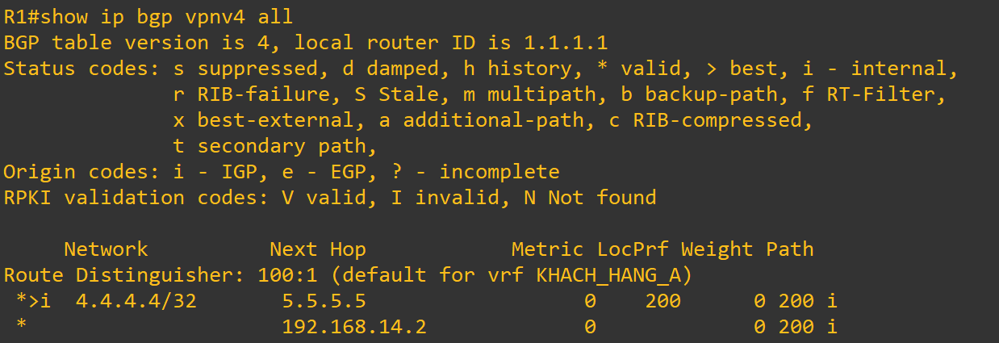 R1#show ip bgp vpnv4 all
BGP table version is 4, local router ID is 1.1.1.1
Status codes: s suppressed, d damped, h history, * valid, > best, i - internal,
              r RIB-failure, S Stale, m multipath, b backup-path, f RT-Filter,
              x best-external, a additional-path, c RIB-compressed,
              t secondary path,
Origin codes: i - IGP, e - EGP, ? - incomplete
RPKI validation codes: V valid, I invalid, N Not found
     Network          Next Hop            Metric LocPrf Weight Path
Route Distinguisher: 100:1 (default for vrf KHACH_HANG_A)
 *>i  4.4.4.4/32       5.5.5.5                  0    200      0 200 i
 *                     192.168.14.2             0             0 200 i